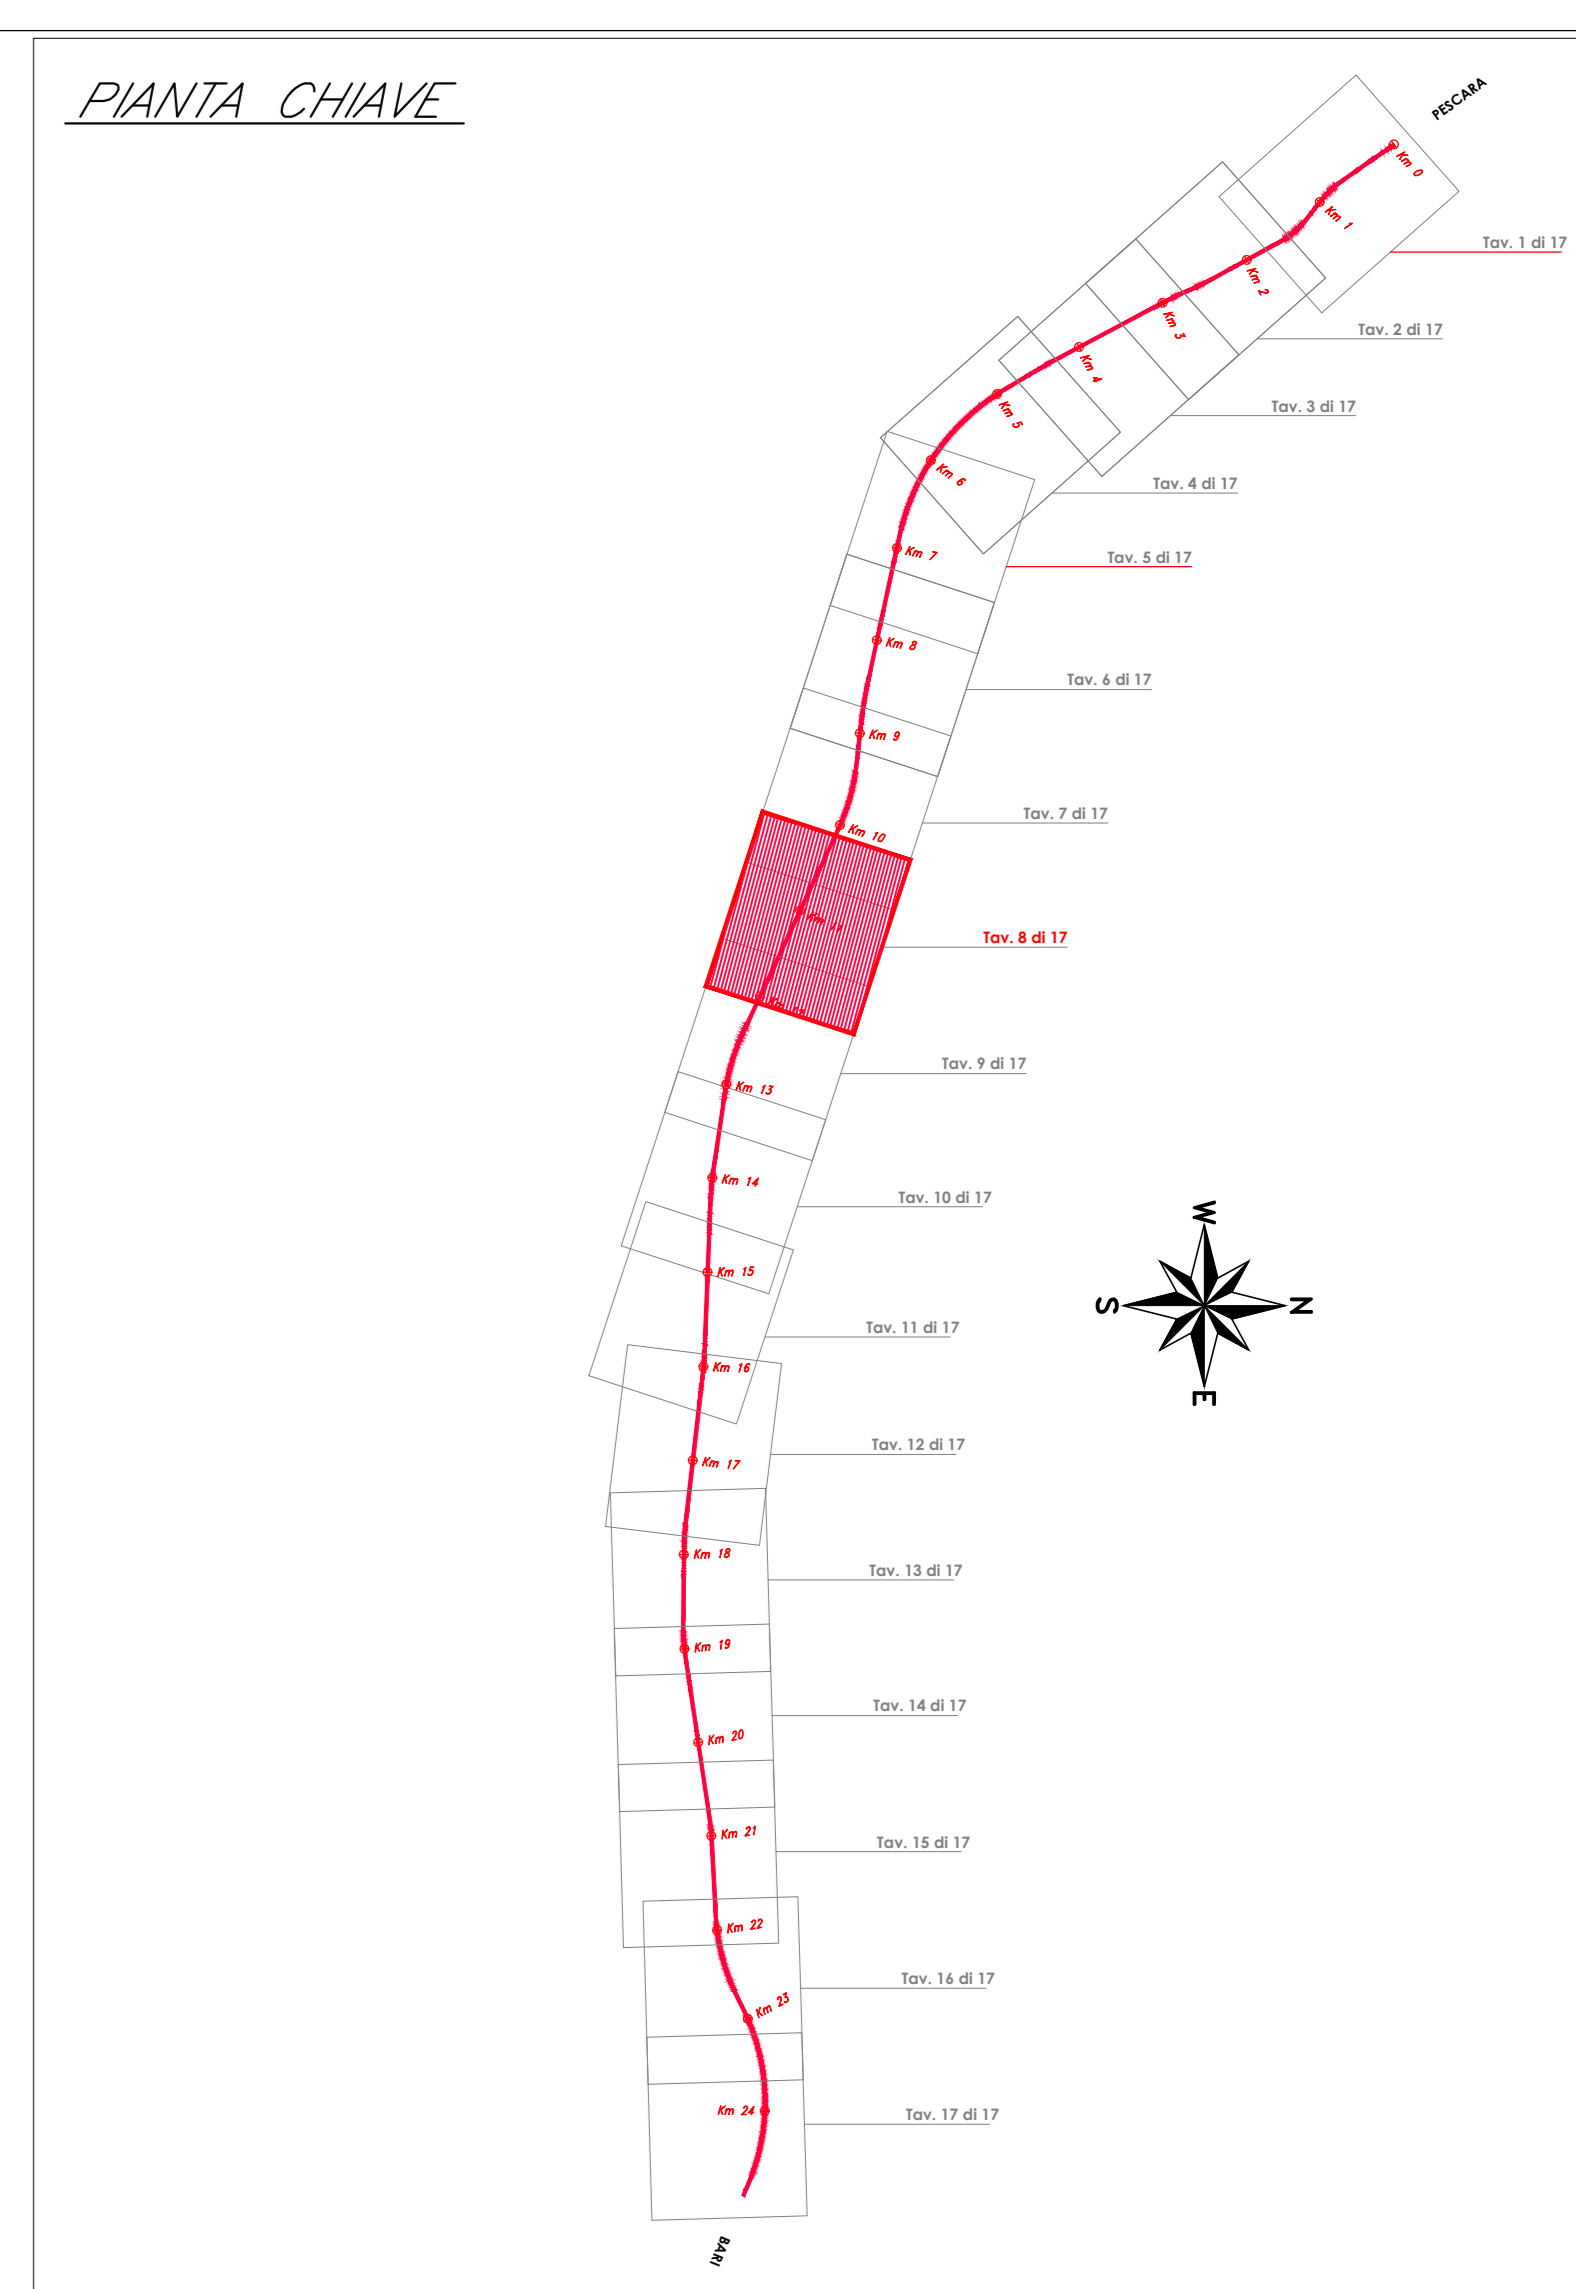 PIANTA CHIAVE
PESCARA
Km 0
Km 1
Tav. 1 di 17
Km 2
Km 3
Tav. 2 di 17
Km 4
Km 5
Tav. 3 di 17
Km 6
Tav. 4 di 17
Km 7
Tav. 5 di 17
Km 8
Tav. 6 di 17
Km 9
Tav. 7 di 17
Km 10
Km 11
Tav. 8 di 17
Km 12
Tav. 9 di 17
Km 13
Km 14
Tav. 10 di 17
W
Km 15
S
N
Tav. 11 di 17
Km 16
E
Tav. 12 di 17
Km 17
Km 18
Tav. 13 di 17
Km 19
Tav. 14 di 17
Km 20
Km 21
Tav. 15 di 17
Km 22
Tav. 16 di 17
Km 23
Km 24
Tav. 17 di 17
BARI